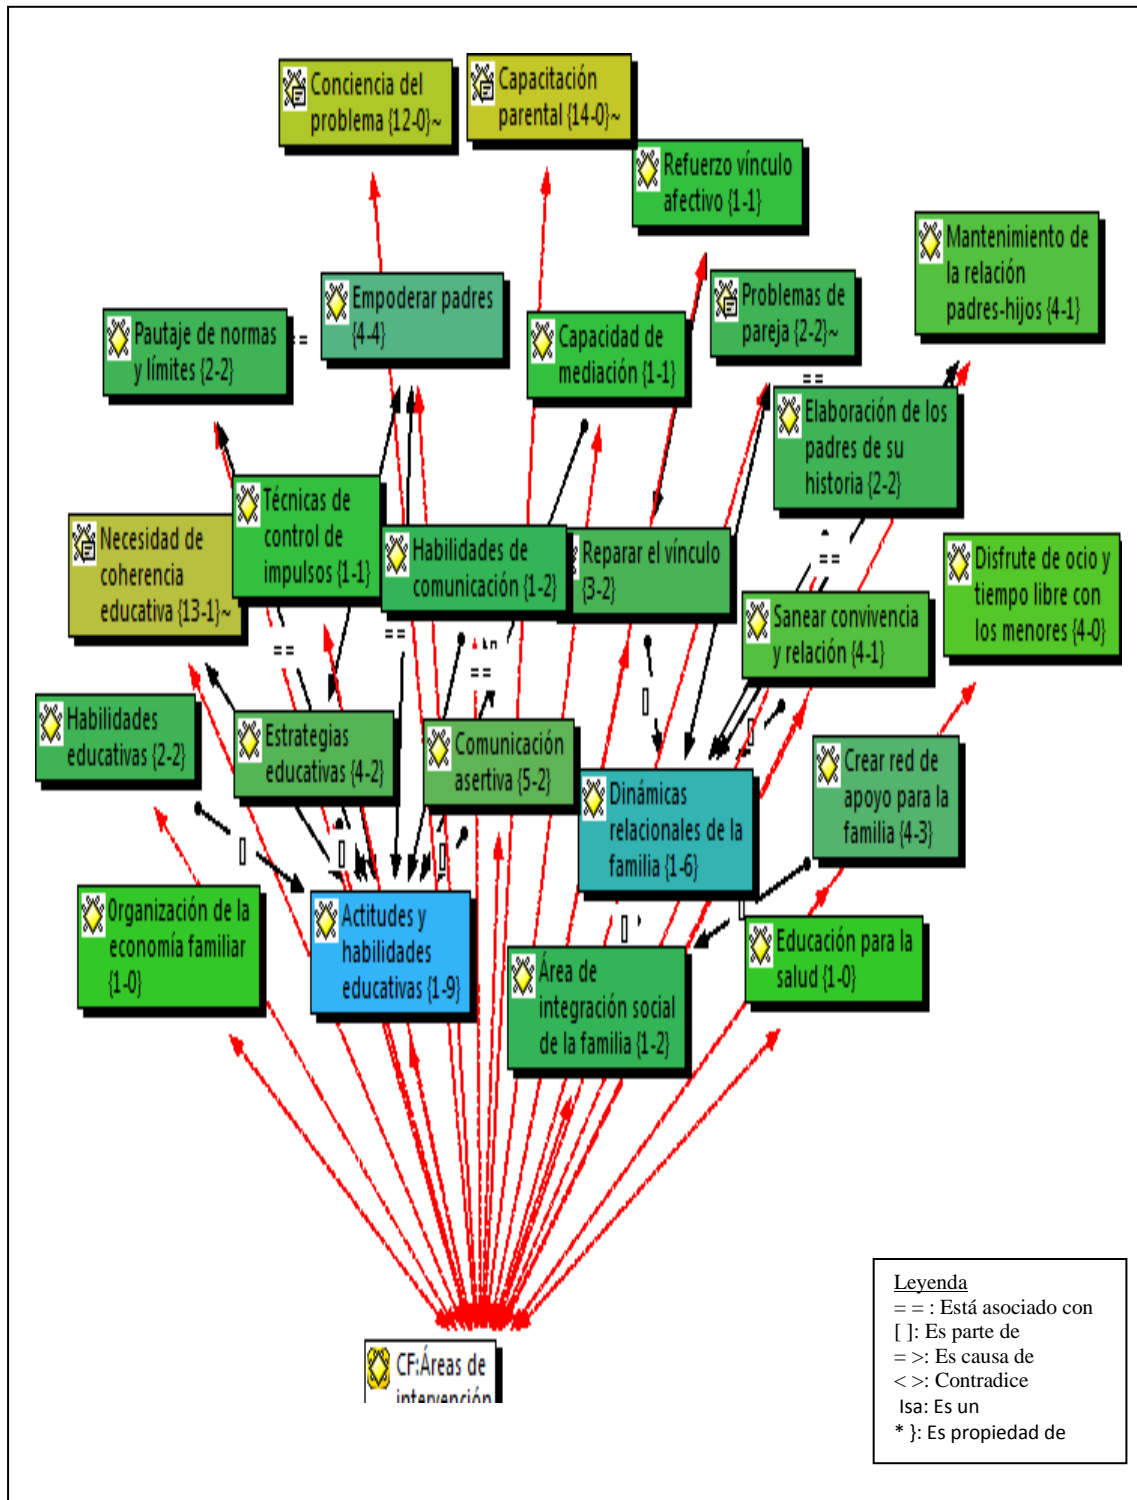 Conciencia del
problema {12-0}~
Capacitación
parental {14-0}~
Refuerzo vínculo
afectivo {1-1}
Mantenimiento de
la relación
padres-hijos {4-1}
Empoderar padres
{4-4}
Problemas de
pareja {2-2}~
Pautaje de normas
y límites {2-2}
==
Capacidad de
mediación {1-1}
==
Elaboración de los
padres de su
historia {2-2}
Técnicas de
control de
impulsos {1-1}
Necesidad de
coherencia
educativa {13-1}~
Habilidades de
comunicación {1-2}
Reparar el vínculo
{3-2}
==
Disfrute de ocio y
tiempo libre con
los menores {4-0}
Sanear convivencia
y relación {4-1}
==
==
==
Habilidades
educativas {2-2}
Estrategias
educativas {4-2}
Comunicación
asertiva {5-2}
[]
[]
Crear red de
apoyo para la
familia {4-3}
Dinámicas
relacionales de la
familia {1-6}
[]
[]
[]
Organización de la
economía familiar
{1-0}
Actitudes y
habilidades
educativas {1-9}
[]
[]
Área de
integración social
de la familia {1-2}
Educación para la
salud {1-0}
CF:Áreas de
intervención
Leyenda
= = : Está asociado con
[ ]: Es parte de
= >: Es causa de
< >: Contradice
Isa: Es un
* }: Es propiedad de